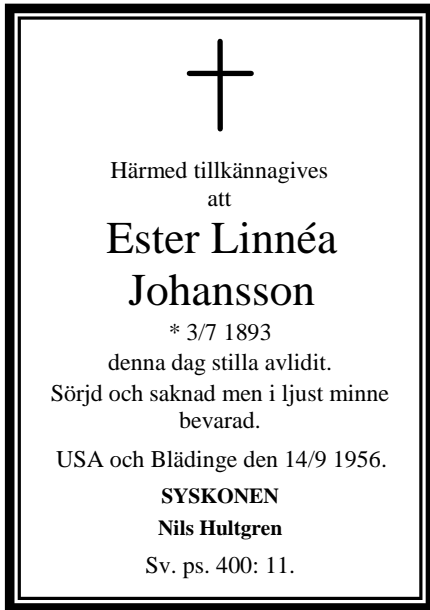 Härmed tillkännagives
att
Ester Linnéa
Johansson
* 3/7 1893
denna dag stilla avlidit.
Sörjd och saknad men i ljust minne
bevarad.
USA och Blädinge den 14/9 1956.
SYSKONEN
Nils Hultgren
Sv. ps. 400: 11.